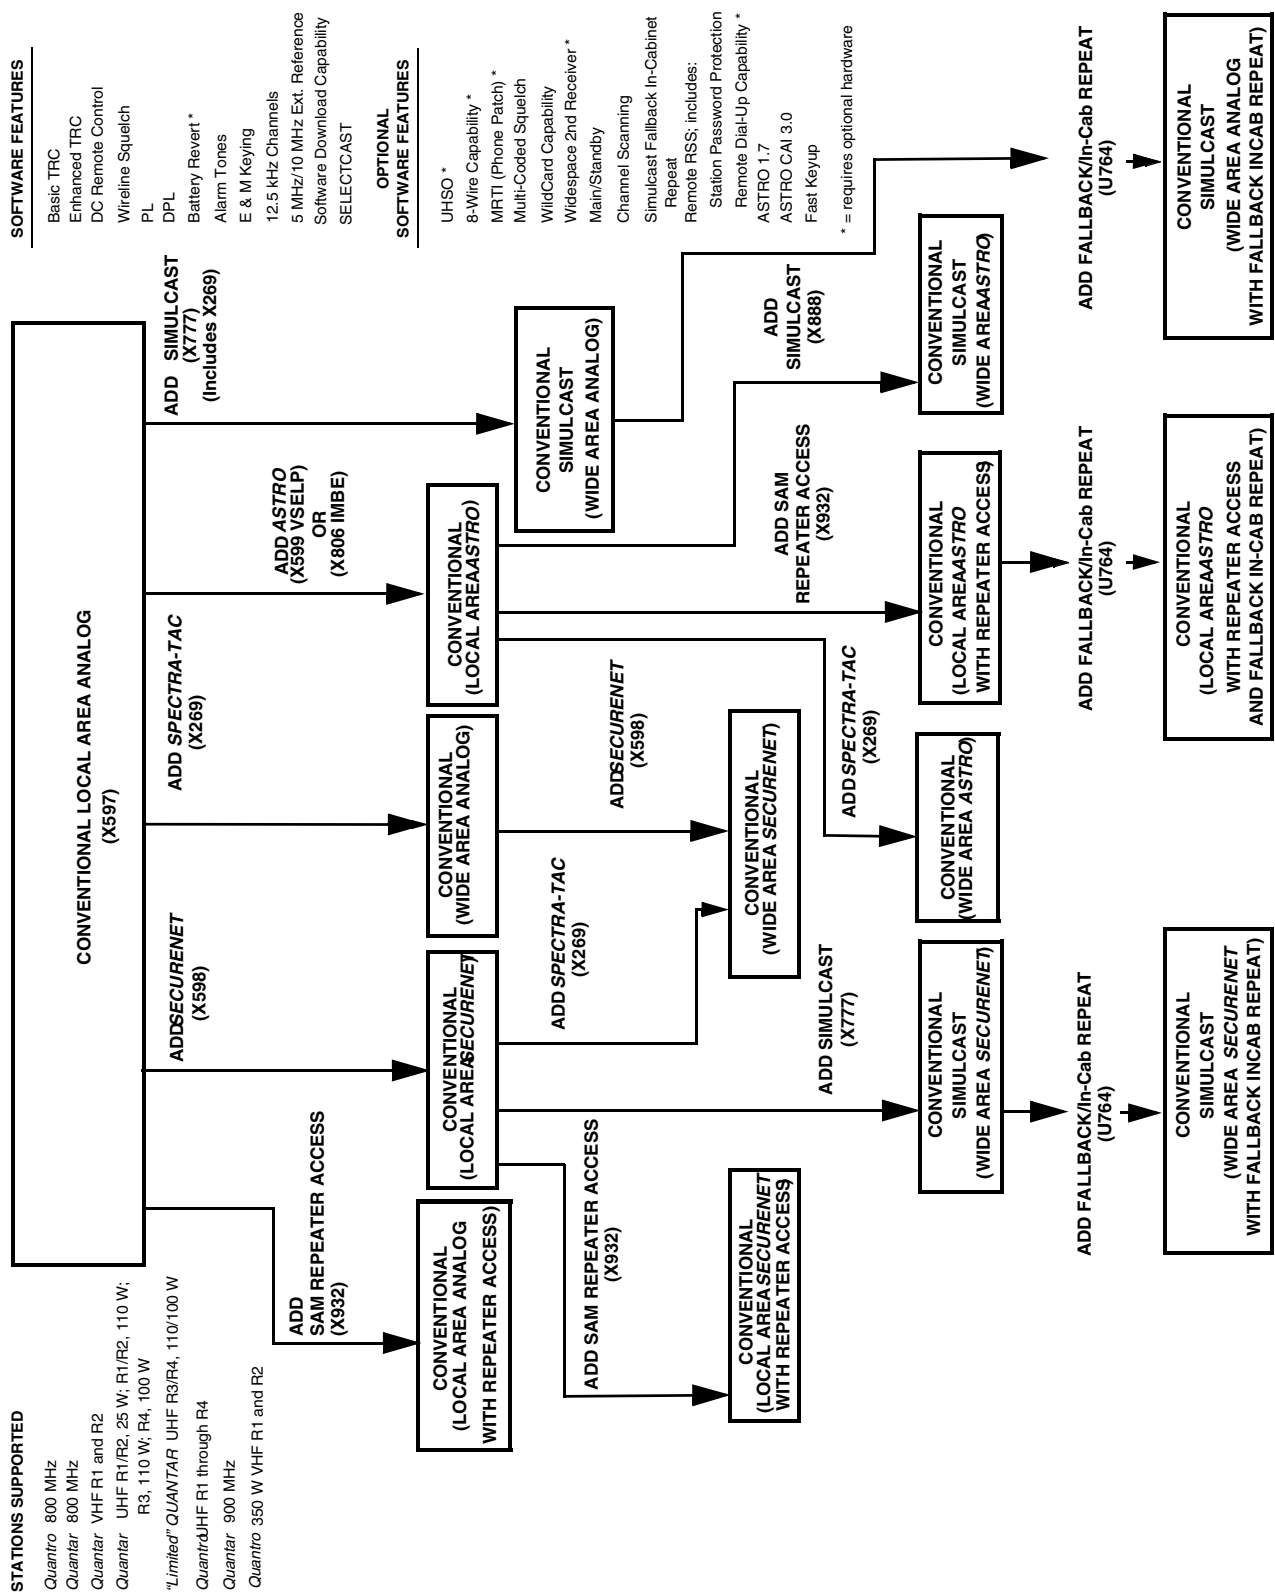 STATIONS SUPPORTED
Quantro 800 MHz
Quantar 800 MHz
Quantar VHF R1 and R2
Quantar UHF R1/R2, 25 W; R1/R2, 110 W;
R3, 110 W; R4, 100 W
"Limited" QUANTAR UHF R3/R4, 110/100 W
Quantro UHF R1 through R4
Quantar 900 MHz
Quantro 350 W VHF R1 and R2
CONVENTIONAL LOCAL AREA ANALOG
(X597)
SOFTWARE FEATURES
Basic TRC
Enhanced TRC
DC Remote Control
Wireline Squelch
PL
DPL
Battery Revert *
Alarm Tones
E & M Keying
12.5 kHz Channels
5 MHz/10 MHz Ext. Reference
Software Download Capability
SELECTCAST
OPTIONAL
SOFTWARE FEATURES
UHSO *
8-Wire Capability *
MRTI (Phone Patch) *
Multi-Coded Squelch
WildCard Capability
Widespace 2nd Receiver *
Main/Standby
Channel Scanning
Simulcast Fallback In-Cabinet
Repeat
Remote RSS; includes:
Station Password Protection
Remote Dial-Up Capability *
ASTRO 1.7
ASTRO CAI 3.0
Fast Keyup
* = requires optional hardware
ADD
SAM REPEATER ACCESS
(X932)
ADD SECURENET
(X598)
ADD SPECTRA-TAC
(X269)
ADD ASTRO
(X599 VSELP)
OR
(X806 IMBE)
ADD SIMULCAST
(X777)
(Includes X269)
CONVENTIONAL
(LOCAL AREA ANALOG
WITH REPEATER ACCESS)
CONVENTIONAL
(LOCAL AREA SECURENET)
CONVENTIONAL
(WIDE AREA ANALOG)
CONVENTIONAL
(LOCAL AREA ASTRO)
CONVENTIONAL
SIMULCAST
(WIDE AREA ANALOG)
ADD SAM REPEATER ACCESS
(X932)
ADD SPECTRA-TAC
(X269)
ADD SECURENET
(X598)
CONVENTIONAL
(LOCAL AREA SECURENET
WITH REPEATER ACCESS)
CONVENTIONAL
(WIDE AREA SECURENET)
ADD SIMULCAST
(X777)
ADD SPECTRA-TAC
(X269)
ADD SAM
REPEATER ACCESS
(X932)
ADD
SIMULCAST
(X888)
CONVENTIONAL
SIMULCAST
(WIDE AREA SECURENET)
CONVENTIONAL
(WIDE AREA ASTRO)
CONVENTIONAL
(LOCAL AREA ASTRO
WITH REPEATER ACCESS)
CONVENTIONAL
SIMULCAST
(WIDE AREA ASTRO)
ADD FALLBACK/In-Cab REPEAT
(U764)
ADD FALLBACK/In-Cab REPEAT
(U764)
ADD FALLBACK/In-Cab REPEAT
(U764)
CONVENTIONAL
SIMULCAST
(WIDE AREA SECURENET
WITH FALLBACK INCAB REPEAT)
CONVENTIONAL
(LOCAL AREA ASTRO
WITH REPEATER ACCESS
AND FALLBACK IN-CAB REPEAT)
CONVENTIONAL
SIMULCAST
(WIDE AREA ANALOG
WITH FALLBACK INCAB REPEAT)